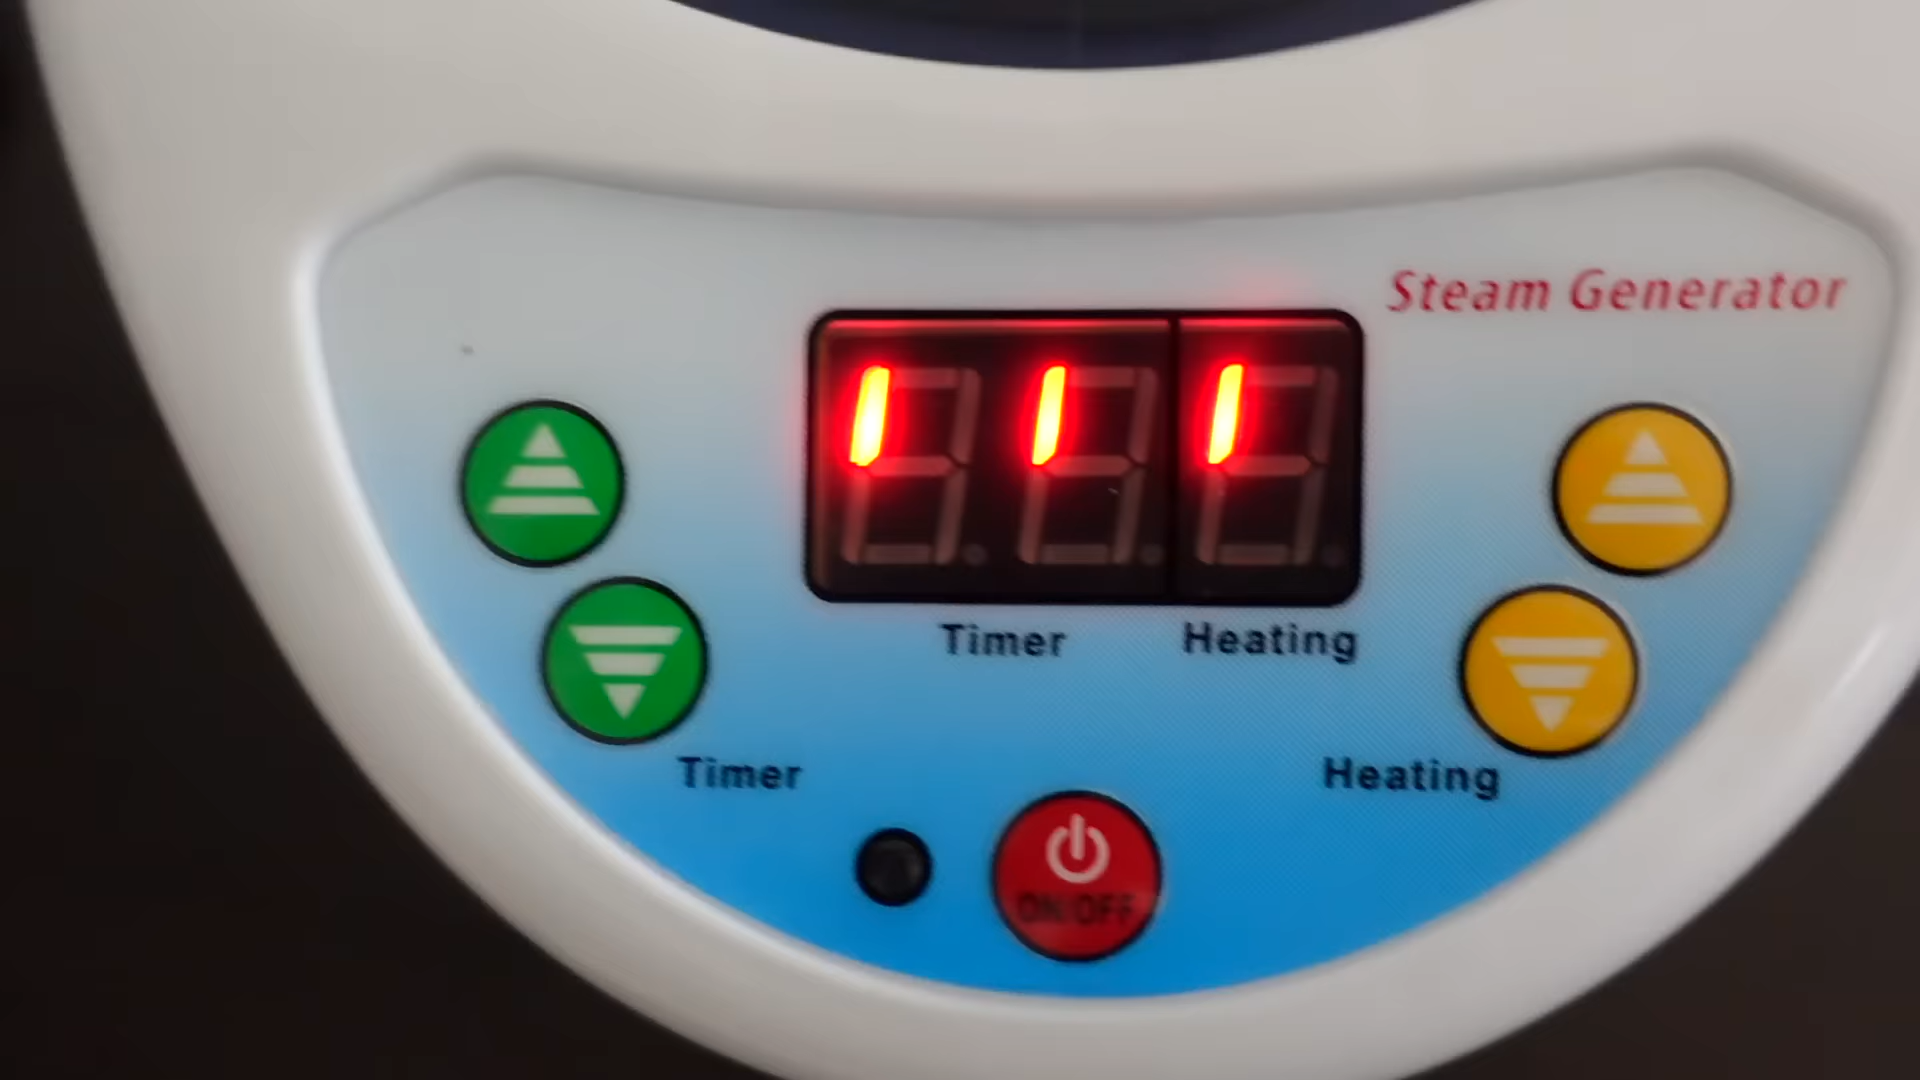 Steam Generator
Timer Heating
Timer
Heating
ON/OFF